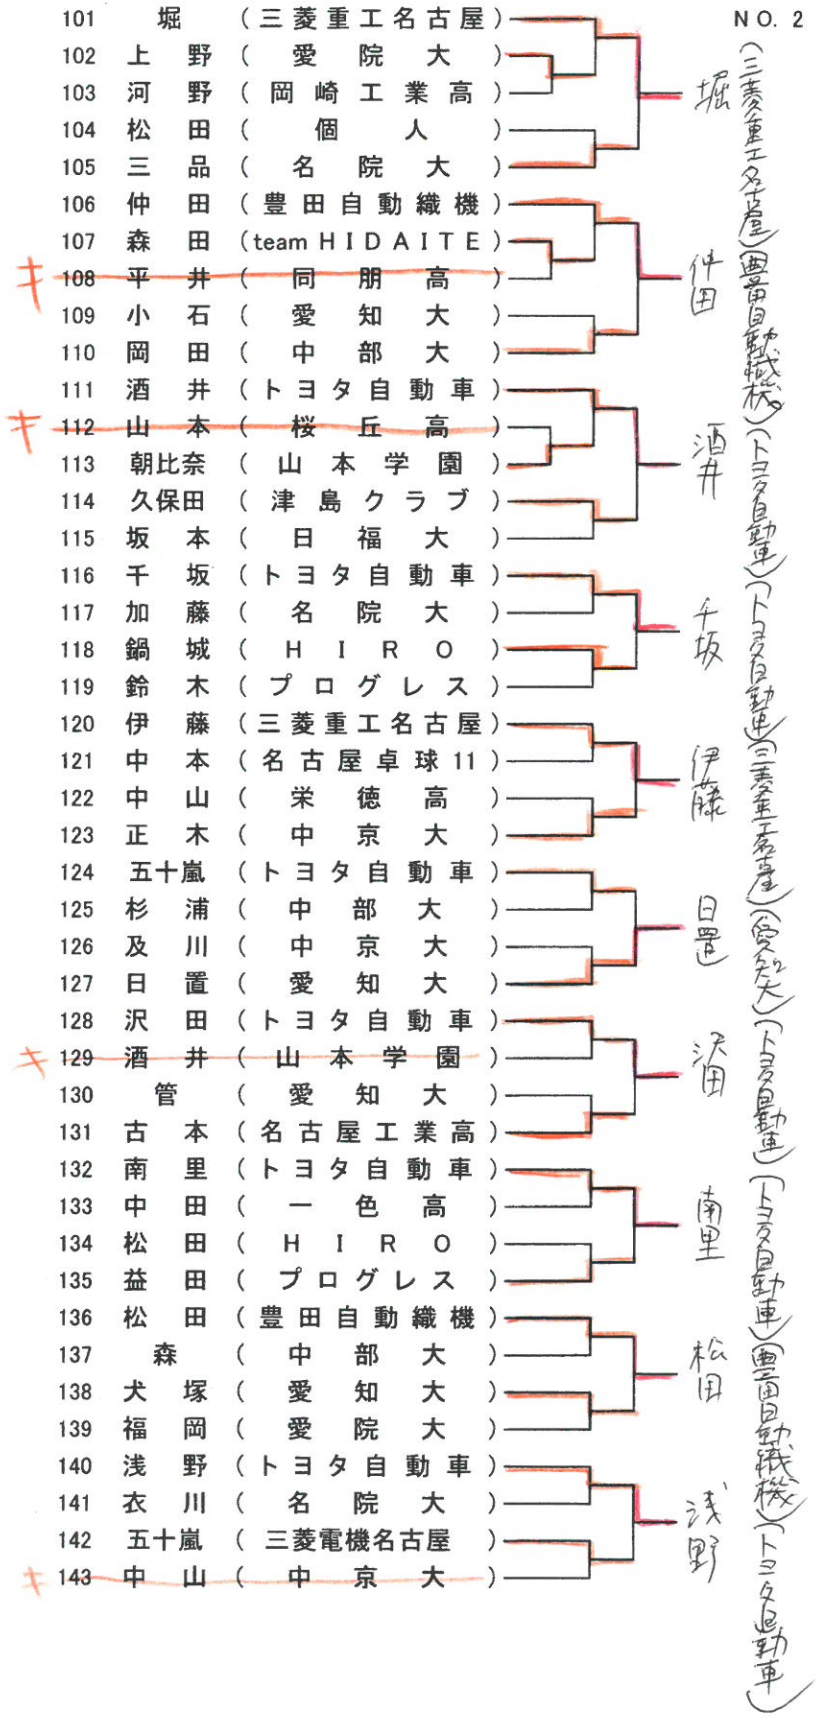 NO. 2
101 堀 (三菱重工名古屋)
102 上野 (愛院大)
103 河野 (岡崎工業高)
104 松田 (個人)
105 三品 (名院大)
106 仲田 (豊田自動織機)
107 森田 (team HIDAITE)
キ 108 平井 (同朋高)
109 小石 (愛知大)
110 岡田 (中部大)
111 酒井 (トヨタ自動車)
キ 112 山本 (桜丘高)
113 朝比奈 (山本学園)
114 久保田 (津島クラブ)
115 坂本 (日福大)
116 千坂 (トヨタ自動車)
117 加藤 (名院大)
118 鍋城 (HIRO)
119 鈴木 (プログレス)
120 伊藤 (三菱重工名古屋)
121 中本 (名古屋卓球11)
122 中山 (栄徳高)
123 正木 (中京大)
124 五十嵐 (トヨタ自動車)
125 杉浦 (中部大)
126 及川 (中京大)
127 日置 (愛知大)
128 沢田 (トヨタ自動車)
キ 129 酒井 (山本学園)
130 管 (愛知大)
131 古本 (名古屋工業高)
132 南里 (トヨタ自動車)
133 中田 (一色高)
134 松田 (HIRO)
135 益田 (プログレス)
136 松田 (豊田自動織機)
137 森 (中部大)
138 犬塚 (愛知大)
139 福岡 (愛院大)
140 浅野 (トヨタ自動車)
141 衣川 (名院大)
142 五十嵐 (三菱電機名古屋)
キ 143 中山 (中京大)
堀 (三菱重工名古屋)
仲田 (豊田自動織機)
酒井 (トヨタ自動車)
千坂 (トヨタ自動車)
伊藤 (三菱重工名古屋)
日置 (愛知大)
沢田 (トヨタ自動車)
南里 (トヨタ自動車)
松田 (豊田自動織機)
浅野 (トヨタ自動車)